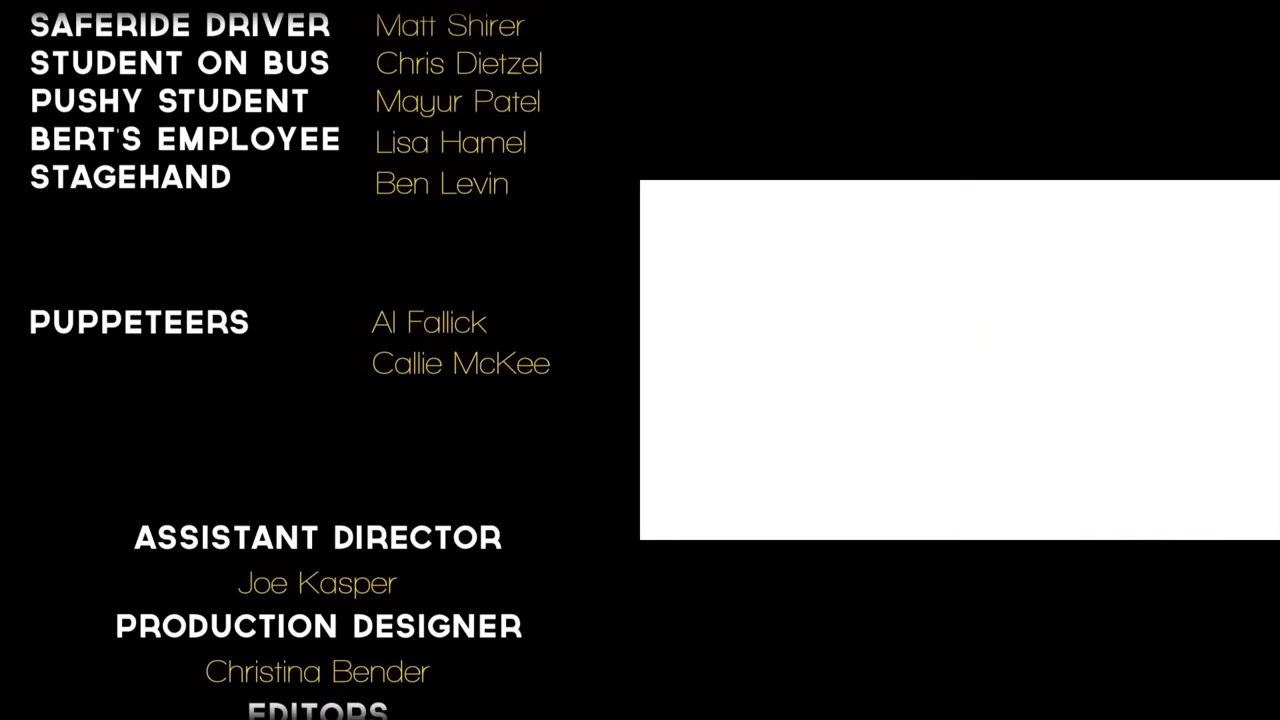 SAFERIDE DRIVER Matt Shirer
STUDENT ON BUS Chris Dietzel
PUSHY STUDENT Mayur Patel
BERT'S EMPLOYEE Lisa Hamel
STAGEHAND Ben Levin
PUPPETEERS Al Fallick
Callie McKee
ASSISTANT DIRECTOR
Joe Kasper
PRODUCTION DESIGNER
Christina Bender
EDITORS